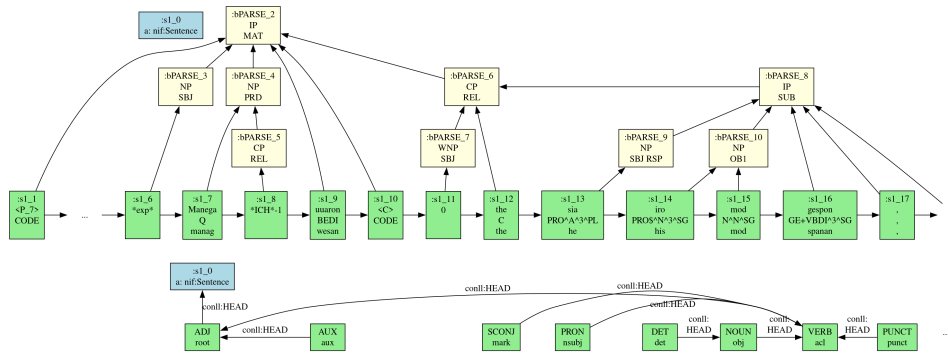 :s1_0
a: nif:Sentence
:bPARSE_2
IP
MAT
:bPARSE_3
NP
SBJ
:bPARSE_4
NP
PRD
:bPARSE_6
CP
REL
:bPARSE_8
IP
SUB
:bPARSE_5
CP
REL
:bPARSE_7
WNP
SBJ
:bPARSE_9
NP
SBJ RSP
:bPARSE_10
NP
OB1
:s1_1
<P_7>
CODE
...
:s1_6
*exp*
:s1_7
Manega
Q
manag
:s1_8
*ICH*-1
:s1_9
uuaron
BEDI
wesan
:s1_10
<C>
CODE
:s1_11
0
:s1_12
the
C
the
:s1_13
sia
PRO^A^3^PL
he
:s1_14
iro
PRO$^N^3^SG
his
:s1_15
mod
N^N^SG
mod
:s1_16
gespon
GE+VBDI^3^SG
spanan
:s1_17
,
,
,
:s1_0
a: nif:Sentence
conll:HEAD
ADJ
root
conll:HEAD
AUX
aux
conll:HEAD
SCONJ
mark
conll:HEAD
PRON
nsubj
conll:HEAD
DET
det
conll:
HEAD
NOUN
obj
conll:
HEAD
VERB
acl
conll:
HEAD
PUNCT
punct
...